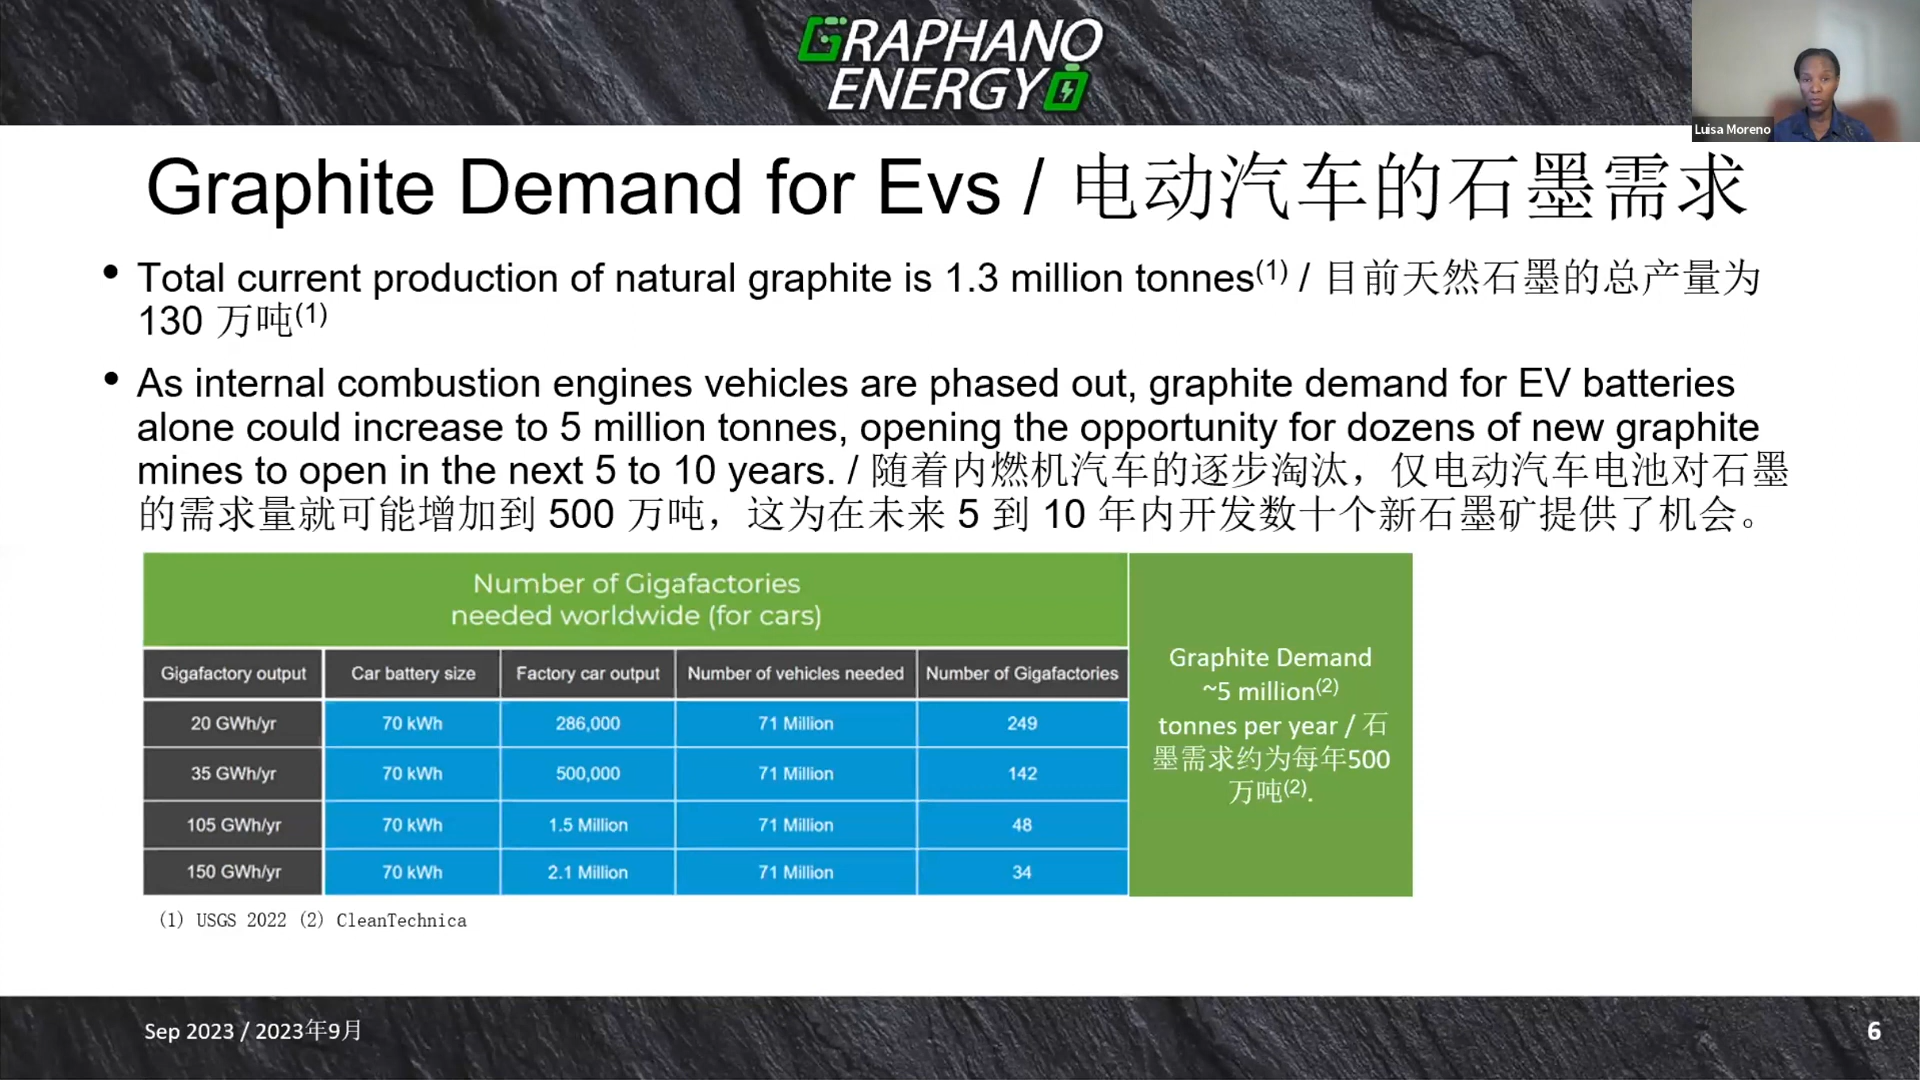 GRAPHANO
ENERGY
Luisa Moreno
Graphite Demand for Evs / 电动汽车的石墨需求
• Total current production of natural graphite is 1.3 million tonnes(1) / 目前天然石墨的总产量为
130 万吨(1)
• As internal combustion engines vehicles are phased out, graphite demand for EV batteries
alone could increase to 5 million tonnes, opening the opportunity for dozens of new graphite
mines to open in the next 5 to 10 years. / 随着内燃机汽车的逐步淘汰，仅电动汽车电池对石墨
的需求量就可能增加到 500 万吨，这为在未来 5 到 10 年内开发数十个新石墨矿提供了机会。
Number of Gigafactories
needed worldwide (for cars)
Gigafactory output Car battery size Factory car output Number of vehicles needed Number of Gigafactories
20 GWh/yr 70 kWh 286,000 71 Million 249
35 GWh/yr 70 kWh 500,000 71 Million 142
105 GWh/yr 70 kWh 1.5 Million 71 Million 48
150 GWh/yr 70 kWh 2.1 Million 71 Million 34
Graphite Demand
~5 million(2)
tonnes per year / 石
墨需求约为每年500
万吨(2).
(1) USGS 2022 (2) CleanTechnica
Sep 2023 / 2023年9月
6